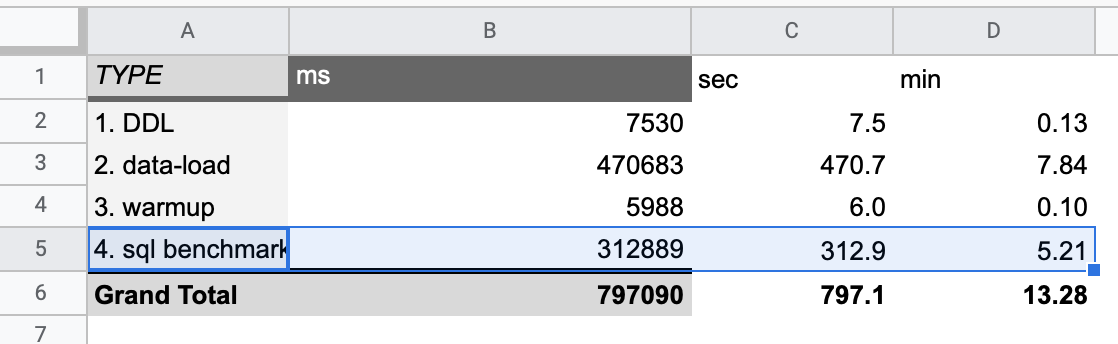 A B C D
1 TYPE ms sec min
2 1. DDL 7530 7.5 0.13
3 2. data-load 470683 470.7 7.84
4 3. warmup 5988 6.0 0.10
5 4. sql benchmark 312889 312.9 5.21
6 Grand Total 797090 797.1 13.28
7